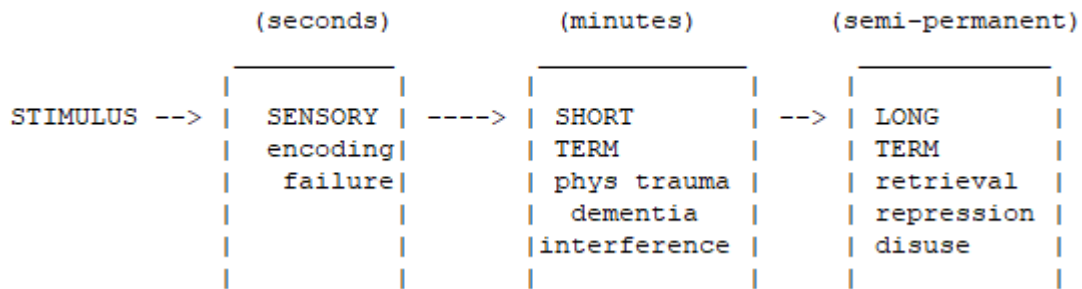 (seconds) (minutes) (semi-permanent)
STIMULUS --> | SENSORY | ----> | SHORT | --> | LONG |
| encoding| | TERM | | TERM |
| failure| | phys trauma | | retrieval |
| | | dementia | | repression |
| | |interference | | disuse |